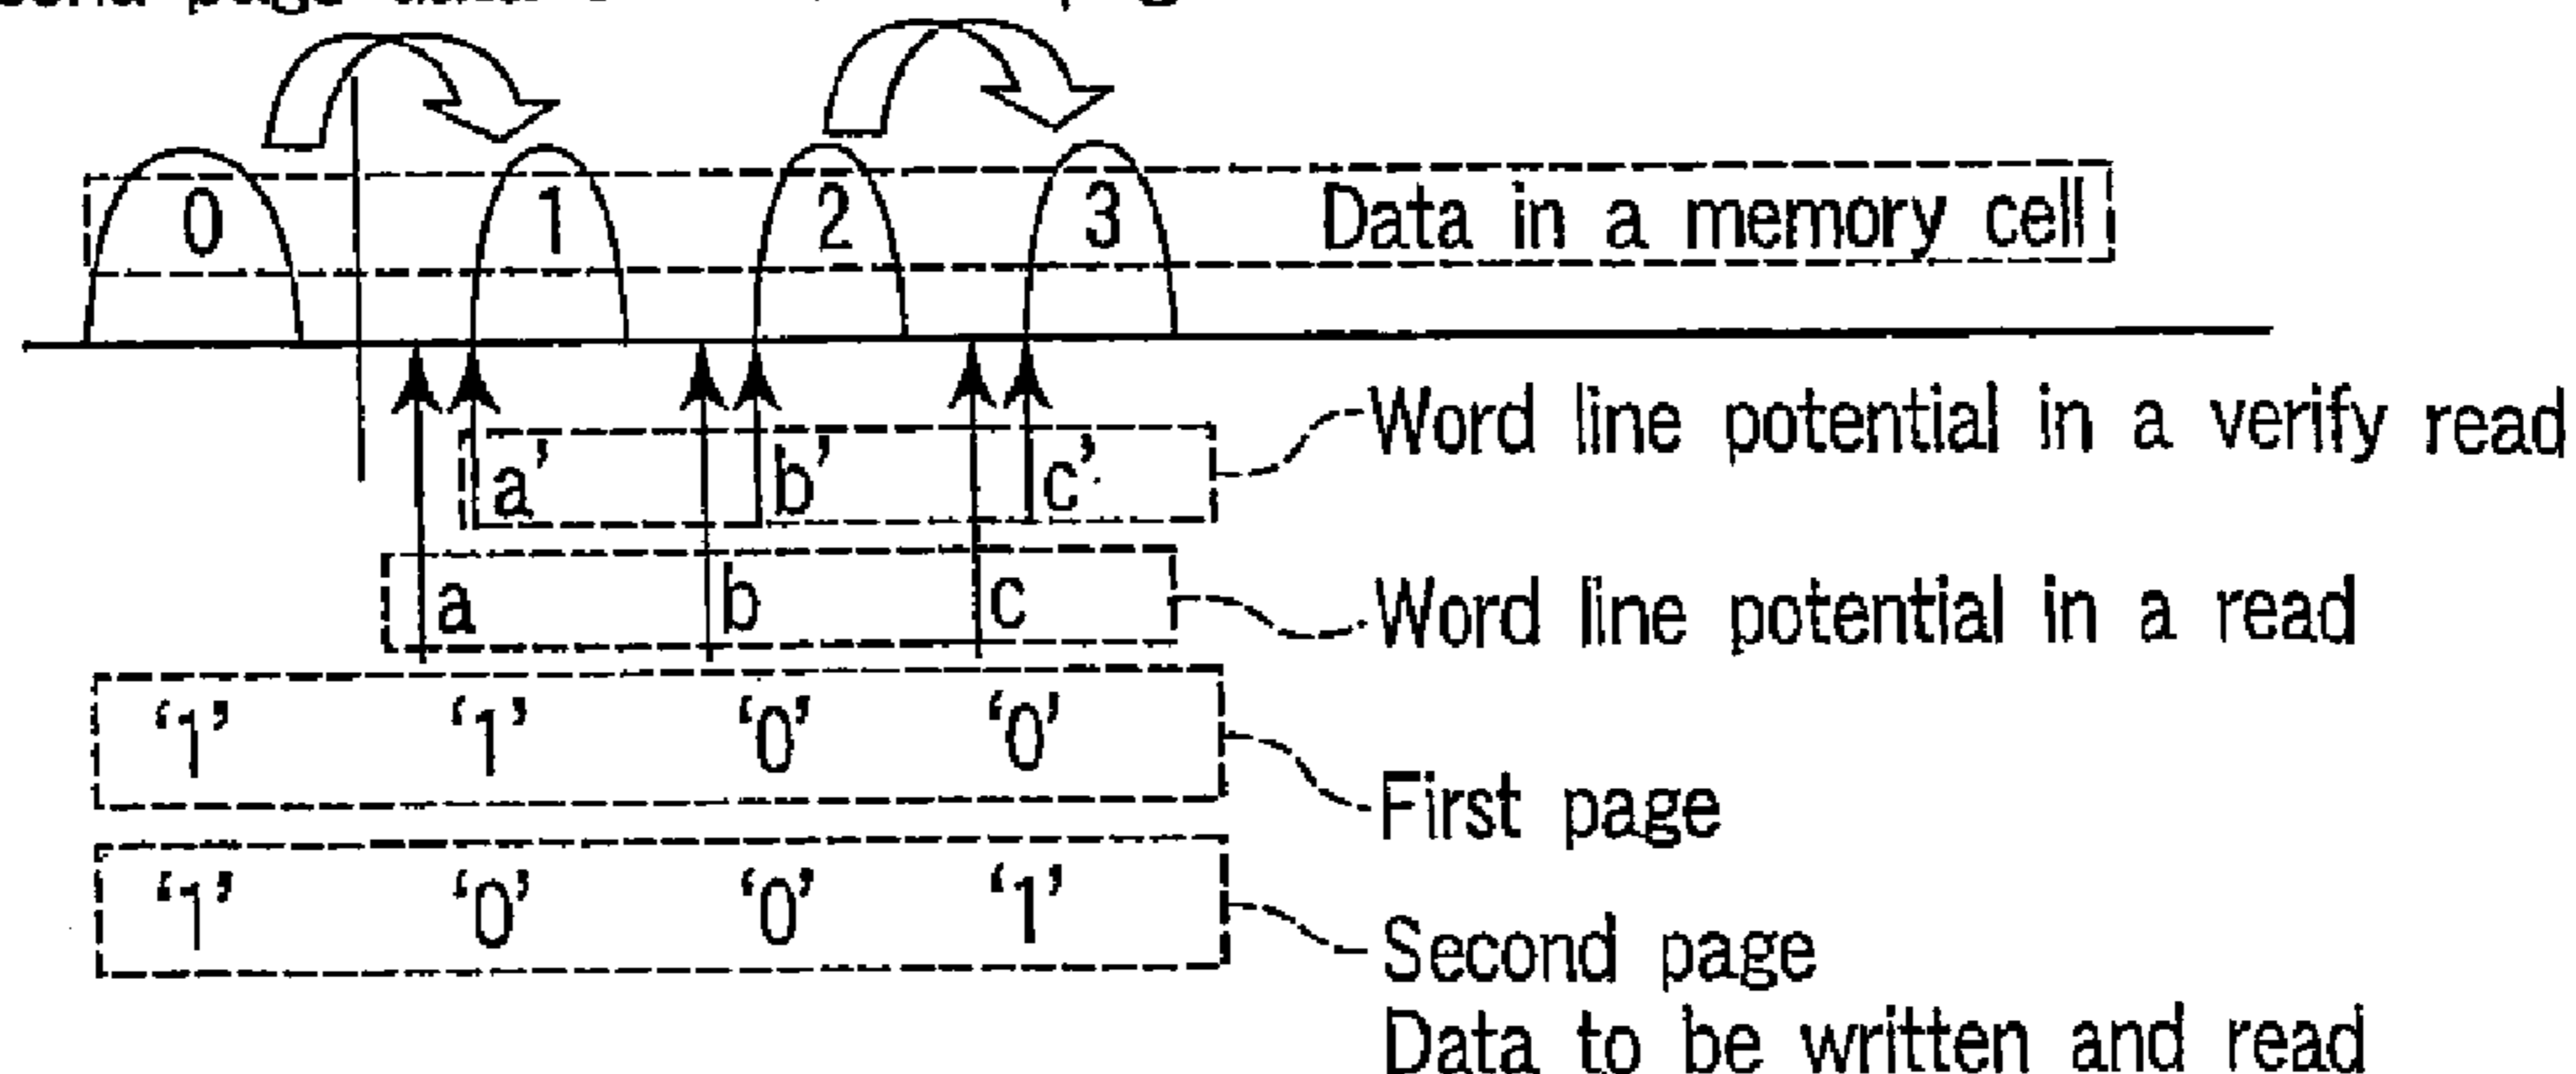 0 1 2 3 Data in a memory cell
a' b' c' Word line potential in a verify read
a b c Word line potential in a read
‘1’ ‘1’ ‘0’ ‘0’
First page
‘1’ ‘0’ ‘0’ ‘1’
Second page
Data to be written and read